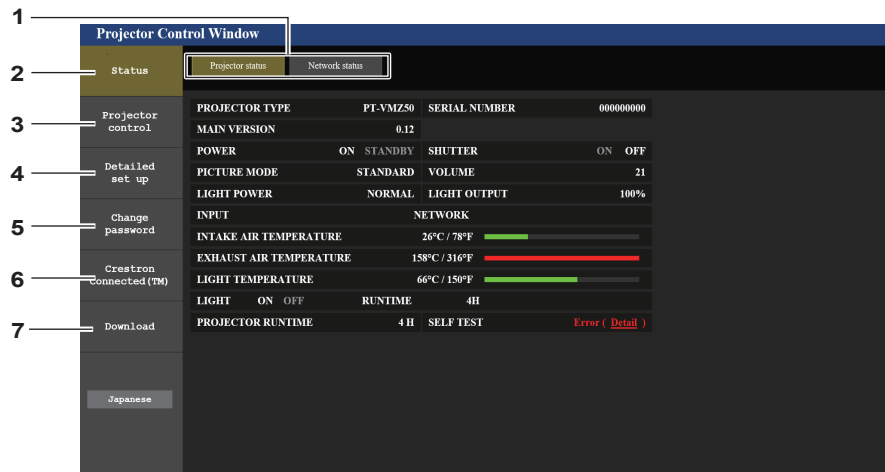 1
Projector Control Window
2
Status
Projector status Network status
3
Projector
control
4
Detailed
set up
5
Change
password
6
Crestron
Connected(TM)
7
Download
Japanese
PROJECTOR TYPE PT-VMZ50 SERIAL NUMBER 000000000
MAIN VERSION 0.12
POWER ON STANDBY SHUTTER ON OFF
PICTURE MODE STANDARD VOLUME 21
LIGHT POWER NORMAL LIGHT OUTPUT 100%
INPUT NETWORK
INTAKE AIR TEMPERATURE 26°C / 78°F
EXHAUST AIR TEMPERATURE 158°C / 316°F
LIGHT TEMPERATURE 66°C / 150°F
LIGHT ON OFF RUNTIME 4H
PROJECTOR RUNTIME 4 H SELF TEST Error ( Detail )